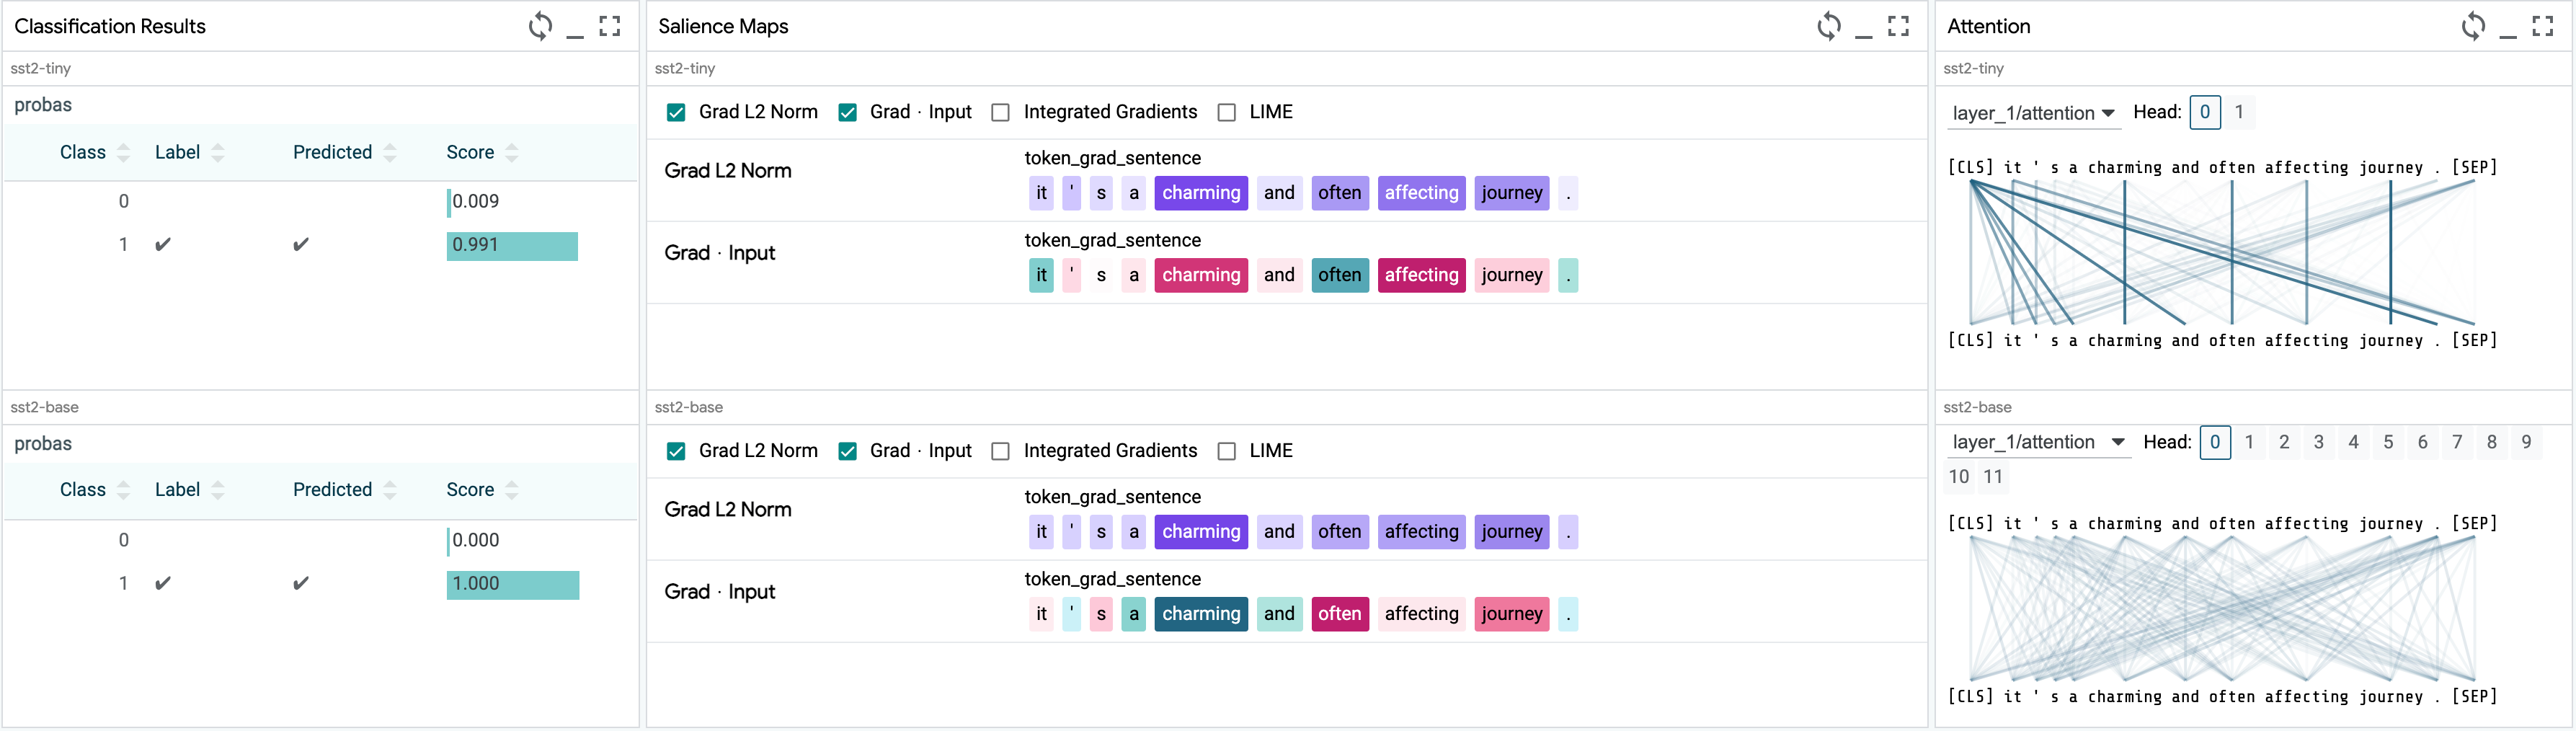 Classification Results
sst2-tiny
probas
Class Label Predicted Score
0 0.009
1 ✔ ✔ 0.991
sst2-base
probas
Class Label Predicted Score
0 0.000
1 ✔ ✔ 1.000
Salience Maps
sst2-tiny
Grad L2 Norm Grad · Input Integrated Gradients LIME
Grad L2 Norm
token_grad_sentence
it ' s a charming and often affecting journey .
Grad · Input
token_grad_sentence
it ' s a charming and often affecting journey .
sst2-base
Grad L2 Norm Grad · Input Integrated Gradients LIME
Grad L2 Norm
token_grad_sentence
it ' s a charming and often affecting journey .
Grad · Input
token_grad_sentence
it ' s a charming and often affecting journey .
Attention
sst2-tiny
layer_1/attention Head: 0 1
[CLS] it ' s a charming and often affecting journey . [SEP]
[CLS] it ' s a charming and often affecting journey . [SEP]
sst2-base
layer_1/attention Head: 0 1 2 3 4 5 6 7 8 9
10 11
[CLS] it ' s a charming and often affecting journey . [SEP]
[CLS] it ' s a charming and often affecting journey . [SEP]